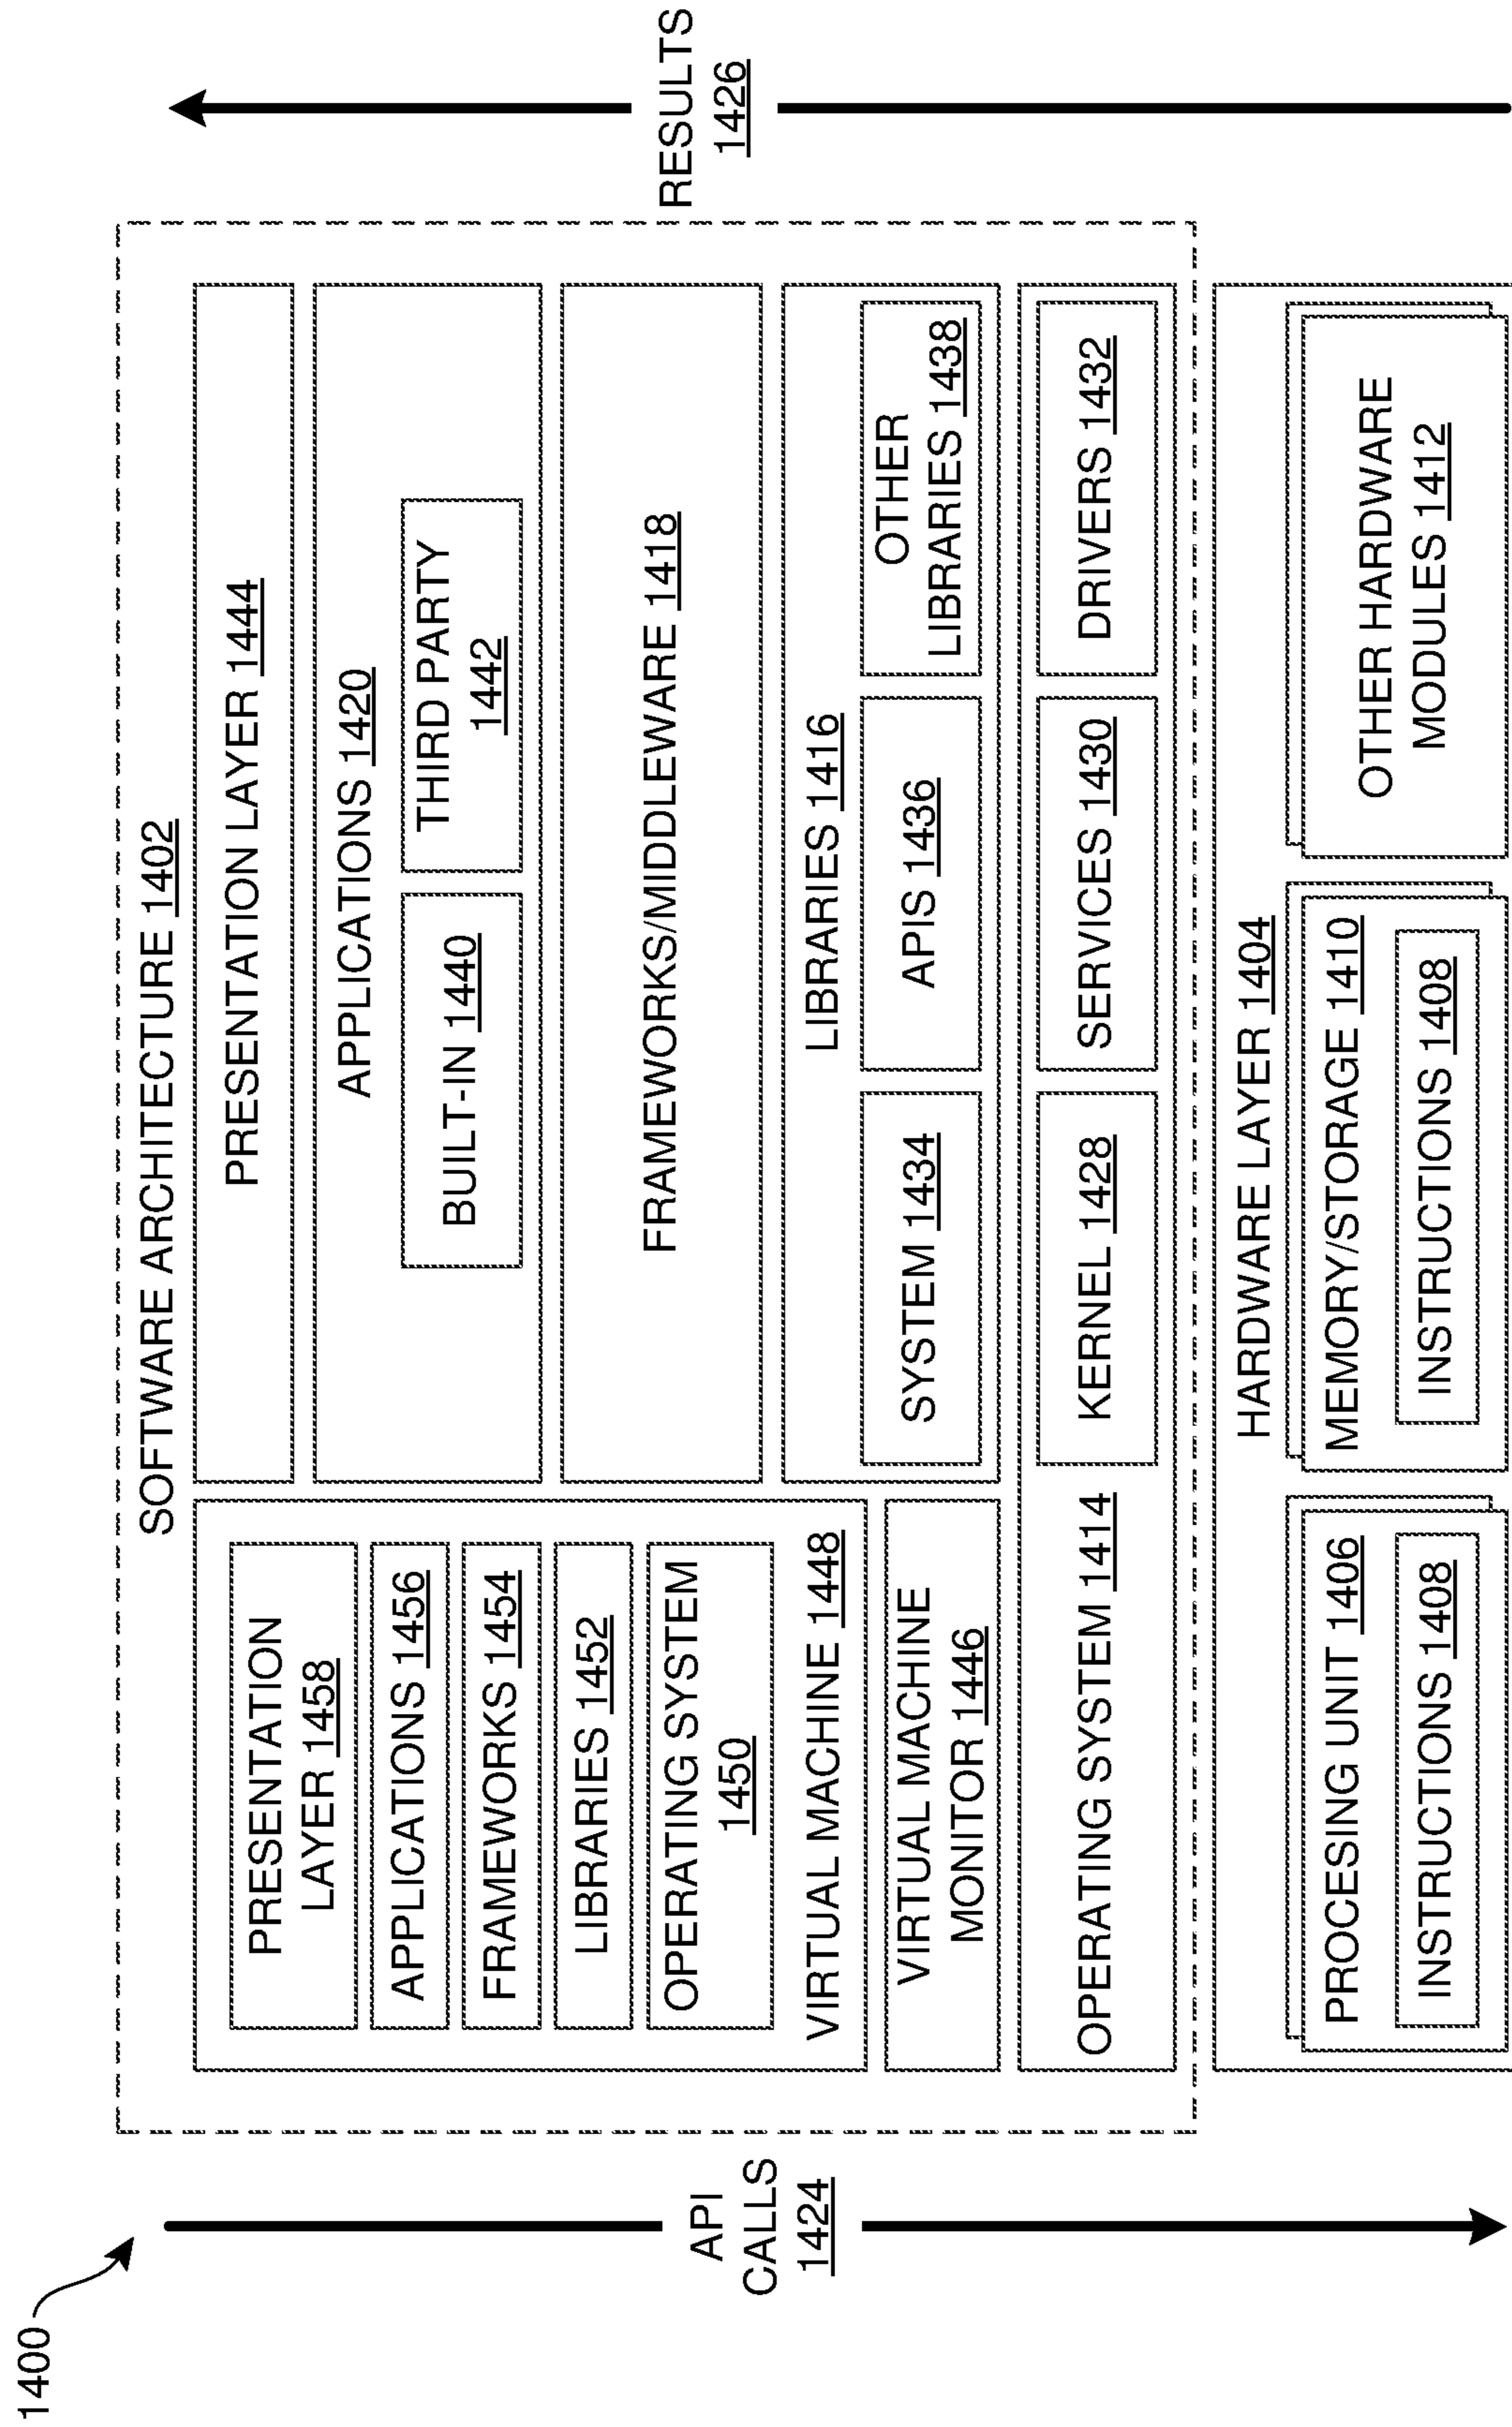 1400
SOFTWARE ARCHITECTURE 1402
PRESENTATION
LAYER 1458
APPLICATIONS 1456
FRAMEWORKS 1454
LIBRARIES 1452
OPERATING SYSTEM
1450
VIRTUAL MACHINE 1448
VIRTUAL MACHINE
MONITOR 1446
PRESENTATION LAYER 1444
APPLICATIONS 1420
BUILT-IN 1440
THIRD PARTY
1442
FRAMEWORKS/MIDDLEWARE 1418
LIBRARIES 1416
SYSTEM 1434
APIS 1436
OTHER
LIBRARIES 1438
OPERATING SYSTEM 1414
KERNEL 1428
SERVICES 1430
DRIVERS 1432
API
CALLS
1424
RESULTS
1426
HARDWARE LAYER 1404
PROCESING UNIT 1406
INSTRUCTIONS 1408
MEMORY/STORAGE 1410
INSTRUCTIONS 1408
OTHER HARDWARE
MODULES 1412